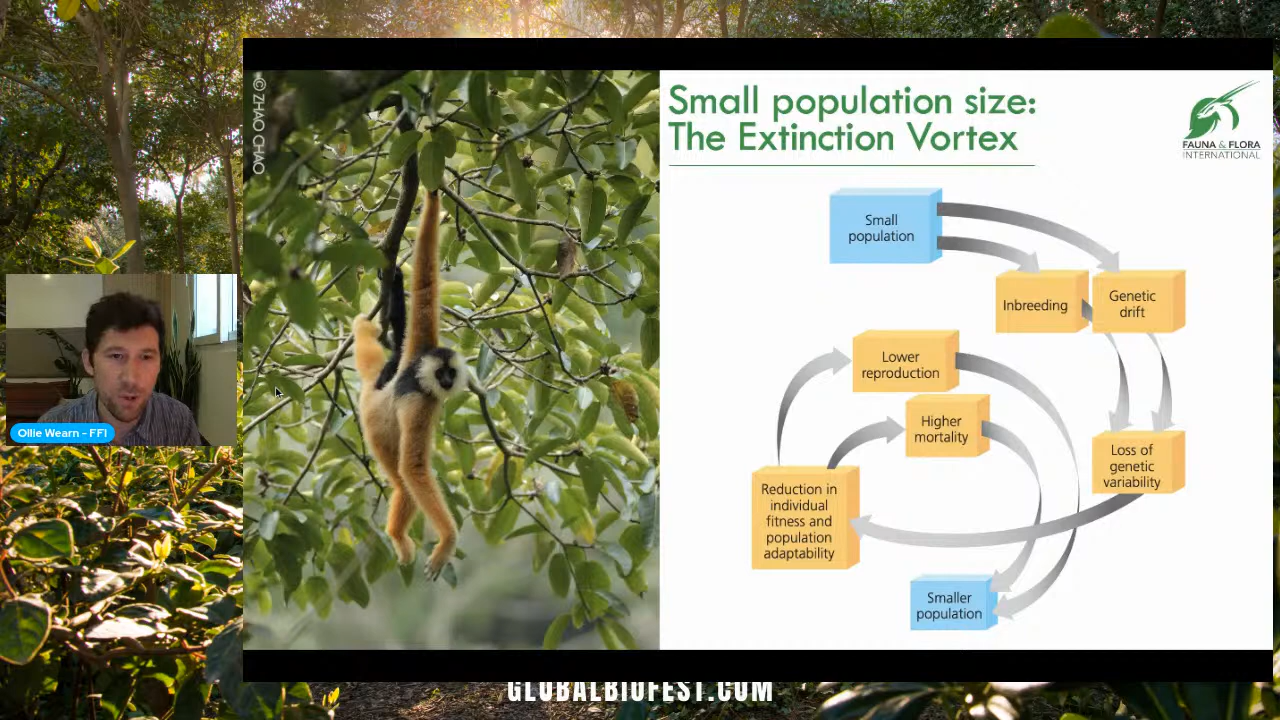 © ZHAO CHAO
Small population size:
The Extinction Vortex
FAUNA & FLORA
INTERNATIONAL
Small
population
Inbreeding
Genetic
drift
Lower
reproduction
Higher
mortality
Loss of
genetic
variability
Reduction in
individual
fitness and
population
adaptability
Smaller
population
Ollie Wearn - FFI
GLOBALBIOFEST.COM